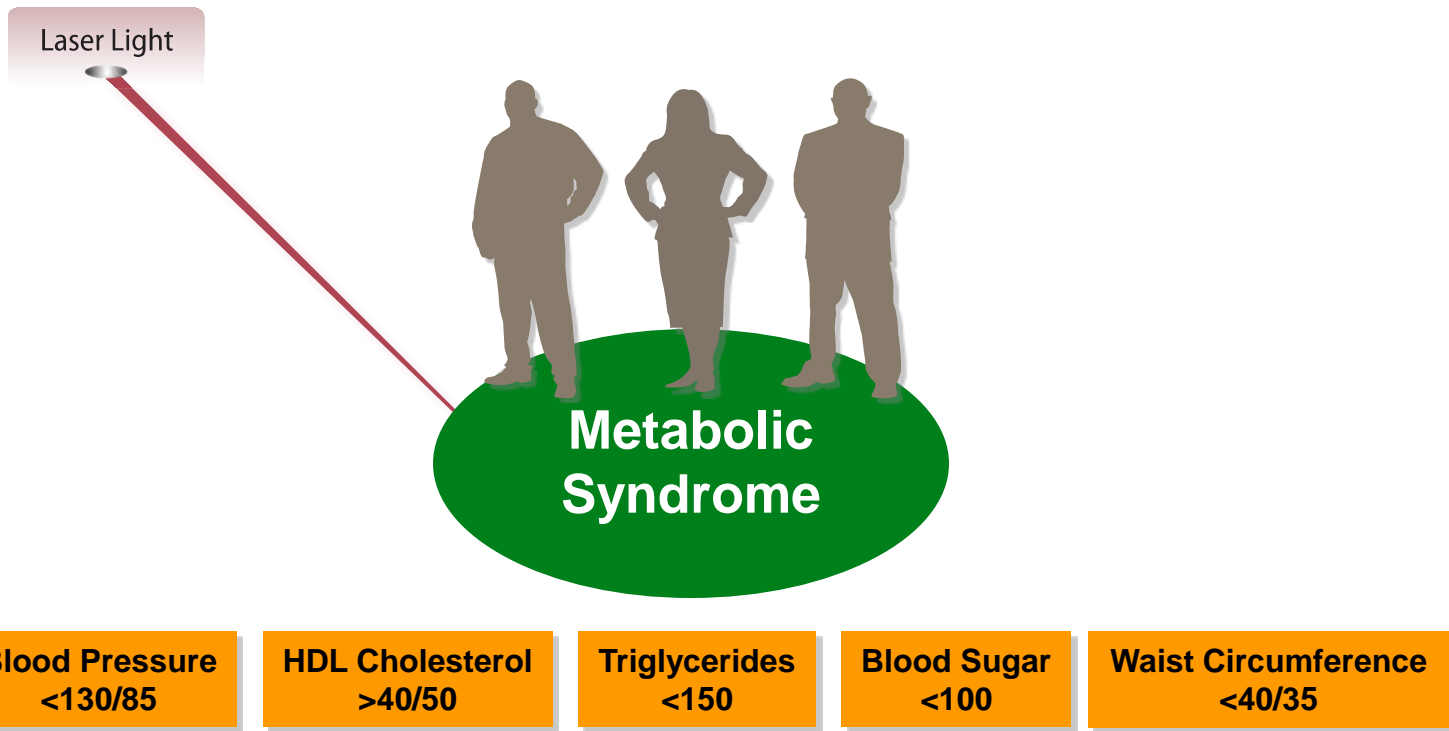 Laser Light
Metabolic
Syndrome
Blood Pressure
<130/85
HDL Cholesterol
>40/50
Triglycerides
<150
Blood Sugar
<100
Waist Circumference
<40/35